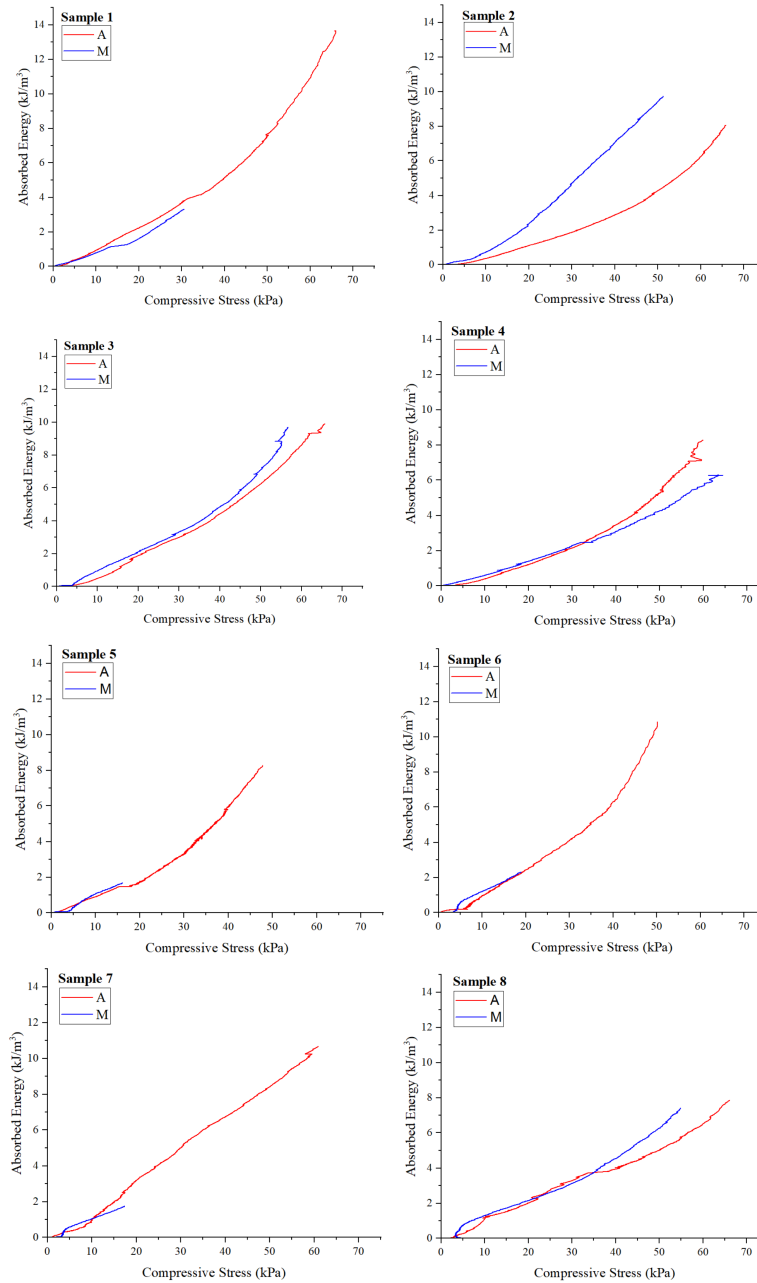 Sample 1
A
M
Absorbed Energy (kJ/m³)
14
12
10
8
6
4
2
0
0 10 20 30 40 50 60 70
Compressive Stress (kPa)
Sample 2
A
M
Absorbed Energy (kJ/m³)
14
12
10
8
6
4
2
0
0 10 20 30 40 50 60 70
Compressive Stress (kPa)
Sample 3
A
M
Absorbed Energy (kJ/m³)
14
12
10
8
6
4
2
0
0 10 20 30 40 50 60 70
Compressive Stress (kPa)
Sample 4
A
M
Absorbed Energy (kJ/m³)
14
12
10
8
6
4
2
0
0 10 20 30 40 50 60 70
Compressive Stress (kPa)
Sample 5
A
M
Absorbed Energy (kJ/m³)
14
12
10
8
6
4
2
0
0 10 20 30 40 50 60 70
Compressive Stress (kPa)
Sample 6
A
M
Absorbed Energy (kJ/m³)
14
12
10
8
6
4
2
0
0 10 20 30 40 50 60 70
Compressive Stress (kPa)
Sample 7
A
M
Absorbed Energy (kJ/m³)
14
12
10
8
6
4
2
0
0 10 20 30 40 50 60 70
Compressive Stress (kPa)
Sample 8
A
M
Absorbed Energy (kJ/m³)
14
12
10
8
6
4
2
0
0 10 20 30 40 50 60 70
Compressive Stress (kPa)